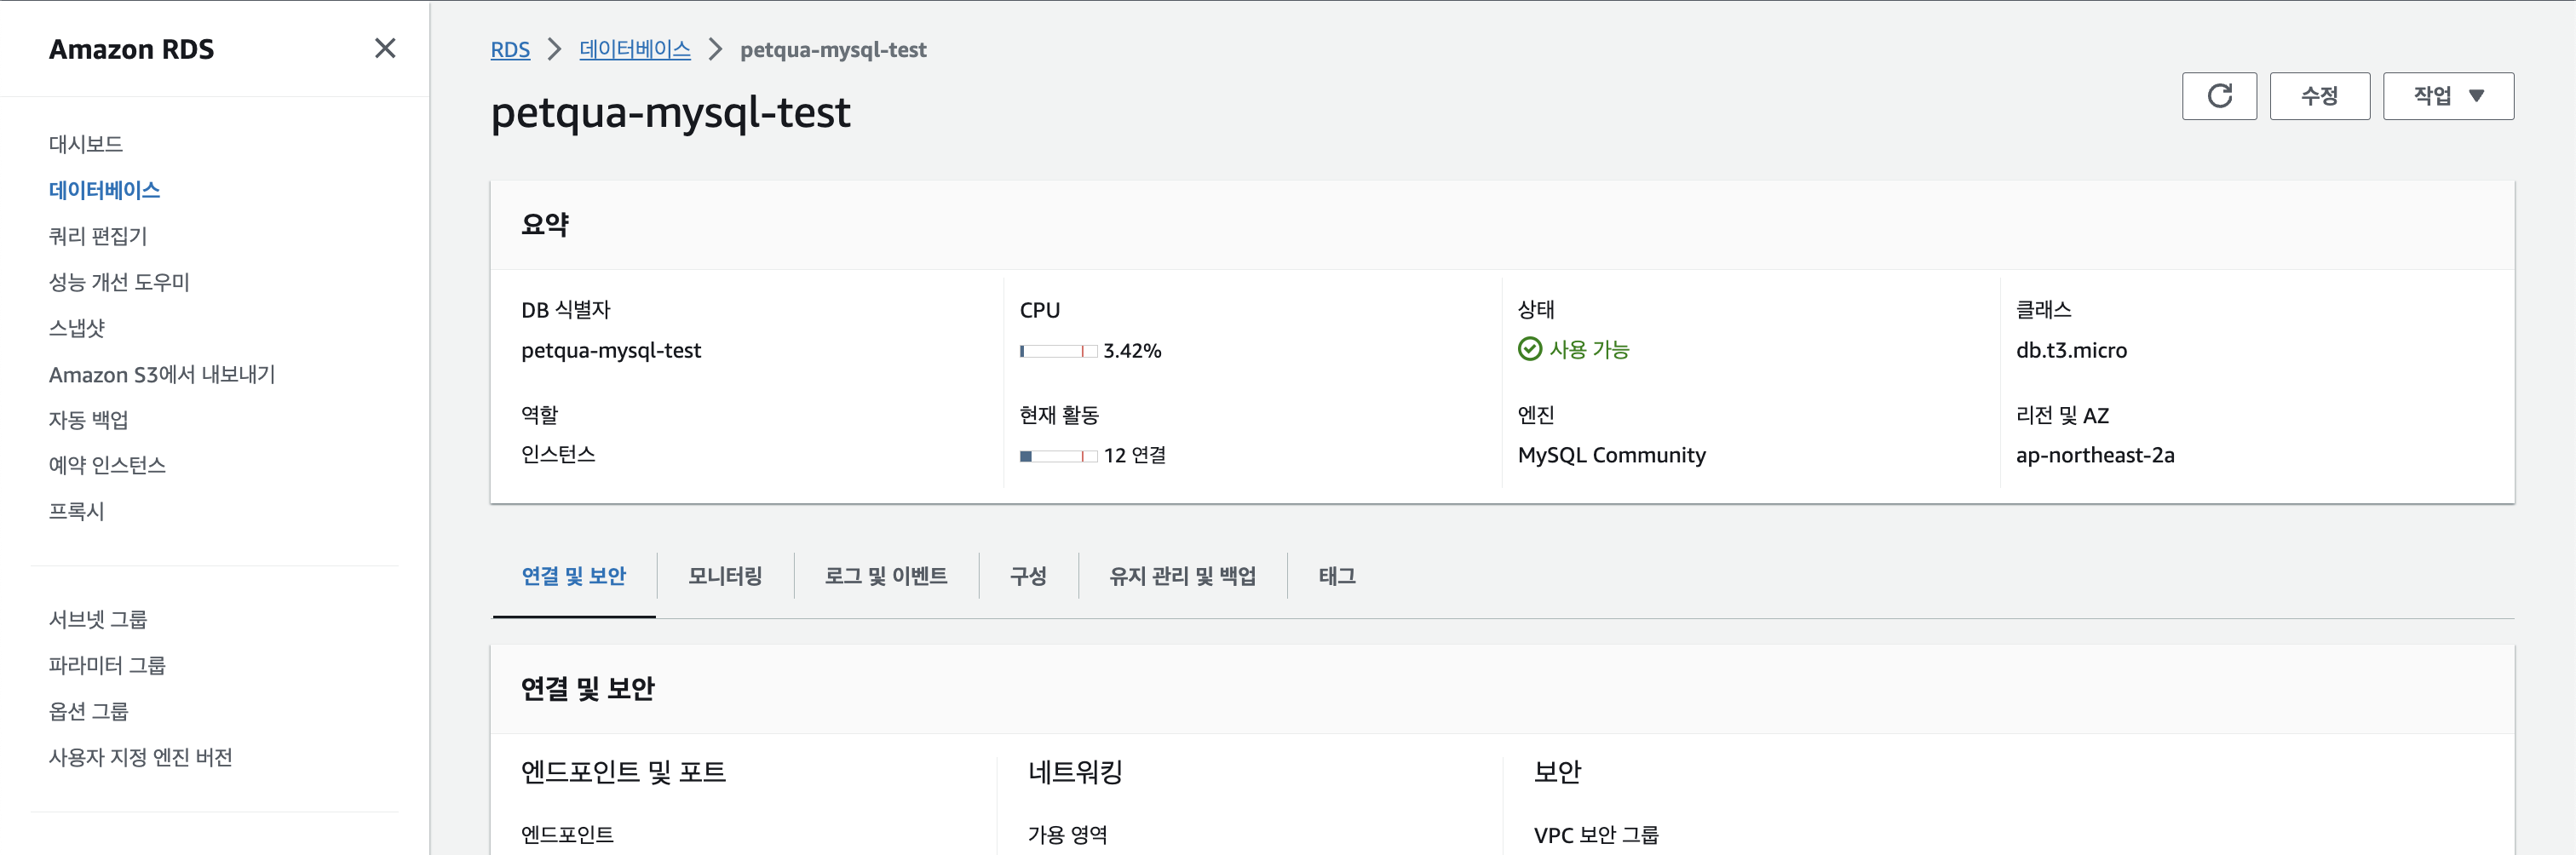 Amazon RDS
대시보드
데이터베이스
쿼리 편집기
성능 개선 도우미
스냅샷
Amazon S3에서 내보내기
자동 백업
예약 인스턴스
프록시
서브넷 그룹
파라미터 그룹
옵션 그룹
사용자 지정 엔진 버전
RDS > 데이터베이스 > petqua-mysql-test
petqua-mysql-test
수정
작업
요약
DB 식별자
petqua-mysql-test
CPU
3.42%
상태
사용 가능
클래스
db.t3.micro
역할
인스턴스
현재 활동
12 연결
엔진
MySQL Community
리전 및 AZ
ap-northeast-2a
연결 및 보안
모니터링
로그 및 이벤트
구성
유지 관리 및 백업
태그
연결 및 보안
엔드포인트 및 포트
엔드포인트
네트워킹
가용 영역
보안
VPC 보안 그룹